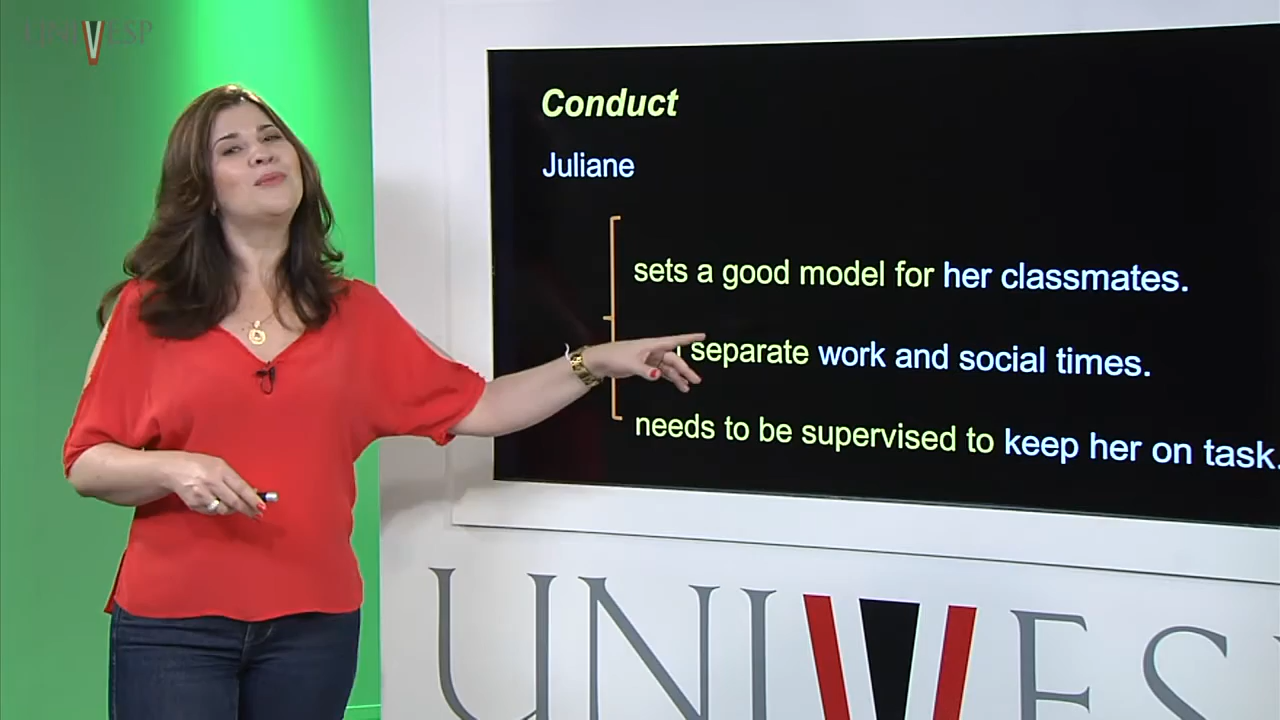 UNIVESP
Conduct
Juliane
sets a good model for her classmates.
separate work and social times.
needs to be supervised to keep her on task.
UNIVESP